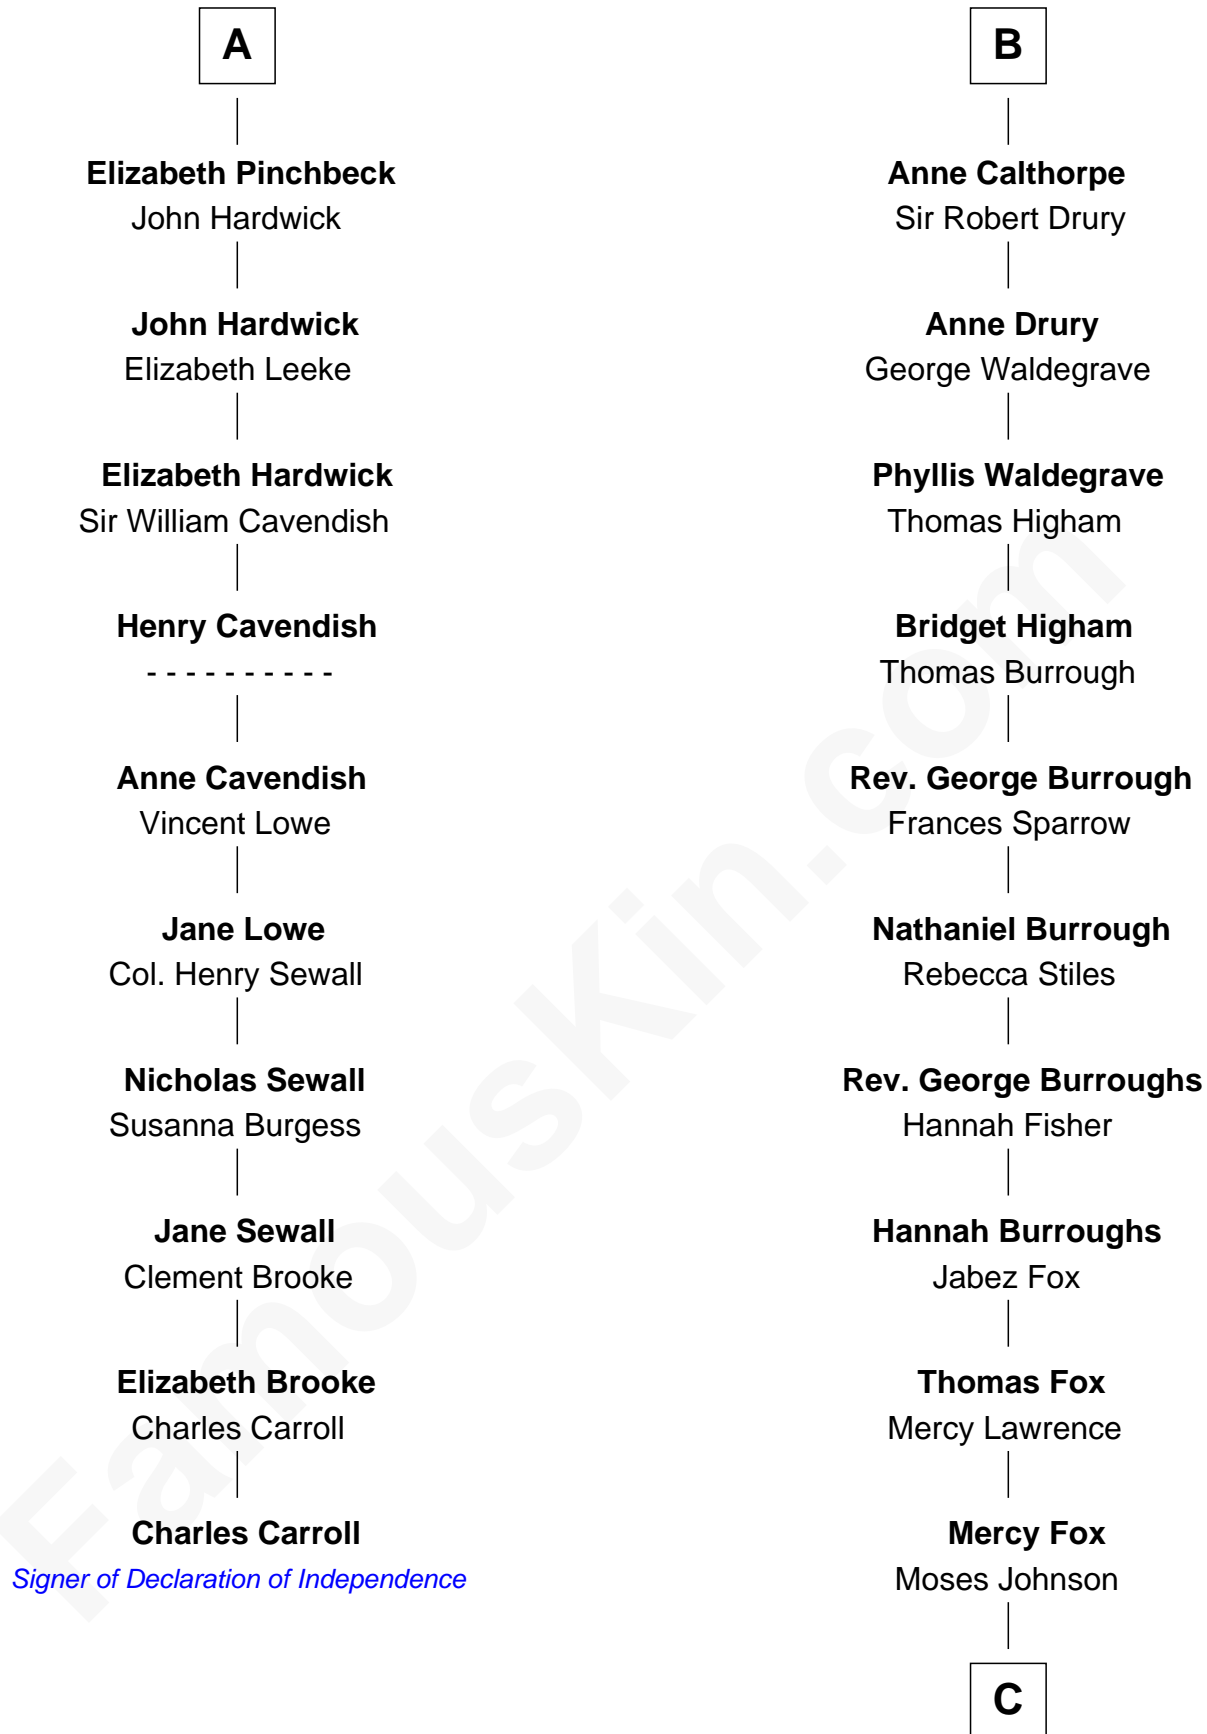 A
Elizabeth Pinchbeck
John Hardwick
John Hardwick
Elizabeth Leeke
Elizabeth Hardwick
Sir William Cavendish
Henry Cavendish
- - - - - - - - - -
Anne Cavendish
Vincent Lowe
Jane Lowe
Col. Henry Sewall
Nicholas Sewall
Susanna Burgess
Jane Sewall
Clement Brooke
Elizabeth Brooke
Charles Carroll
Charles Carroll
Signer of Declaration of Independence
B
Anne Calthorpe
Sir Robert Drury
Anne Drury
George Waldegrave
Phyllis Waldegrave
Thomas Higham
Bridget Higham
Thomas Burrough
Rev. George Burrough
Frances Sparrow
Nathaniel Burrough
Rebecca Stiles
Rev. George Burroughs
Hannah Fisher
Hannah Burroughs
Jabez Fox
Thomas Fox
Mercy Lawrence
Mercy Fox
Moses Johnson
C
FamousKin.com